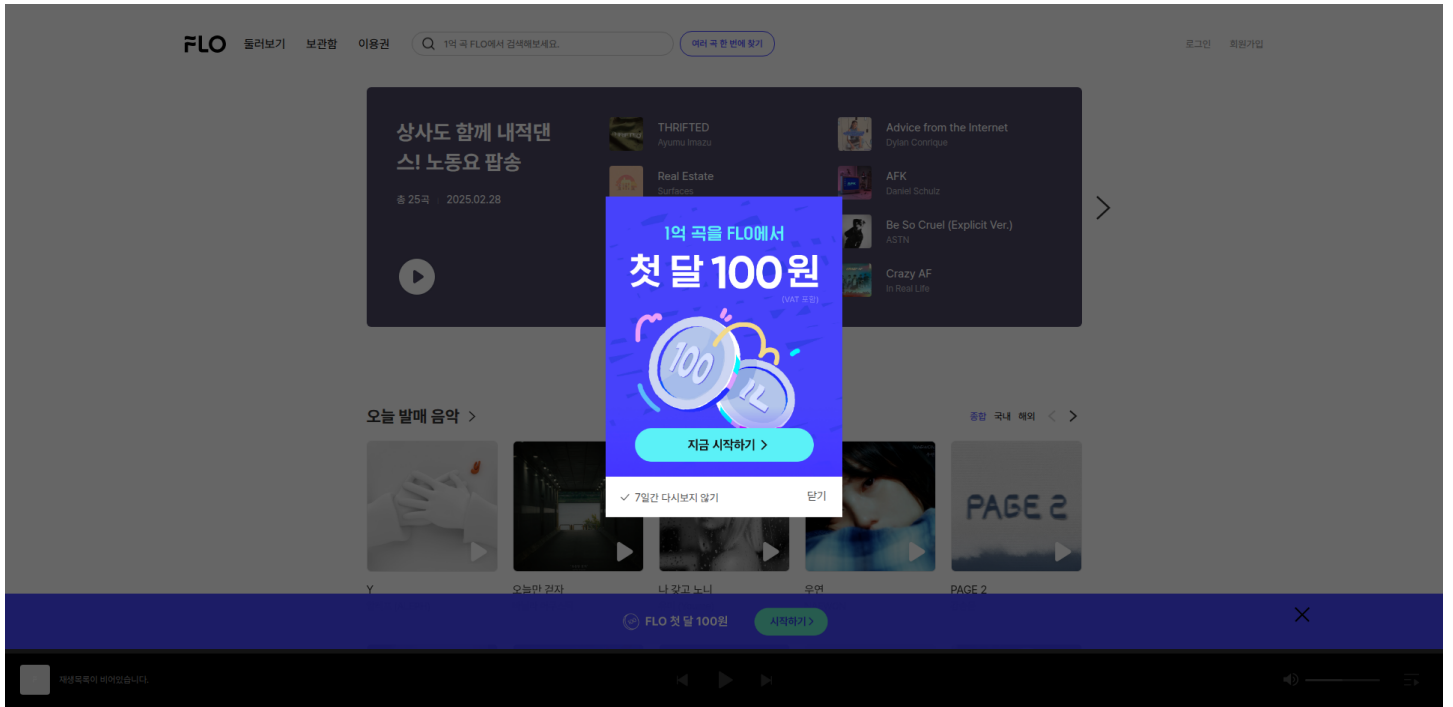 FLO 둘러보기 보관함 이용권 1억 곡 FLO에서 검색해보세요. 여러 곡 한 번에 찾기 로그인 회원가입
상사도 함께 내적댄
스! 노동요 팝송
총 25곡 2025.02.28
THRIFTED
Ayumu Imazu
Real Estate
Surfaces
Advice from the Internet
Dylan Conrique
AFK
Daniel Schulz
Be So Cruel (Explicit Ver.)
ASTN
Crazy AF
In Real Life
1억 곡을 FLO에서
첫 달 100원
(VAT 포함)
100
지금 시작하기 >
7일간 다시보지 않기 닫기
오늘 발매 음악 >
종합 국내 해외
PAGE 2
Y
오늘만 걷자
나 갖고 노니
우연
PAGE 2
FLO 첫 달 100원 시작하기 >
재생목록이 비어있습니다.